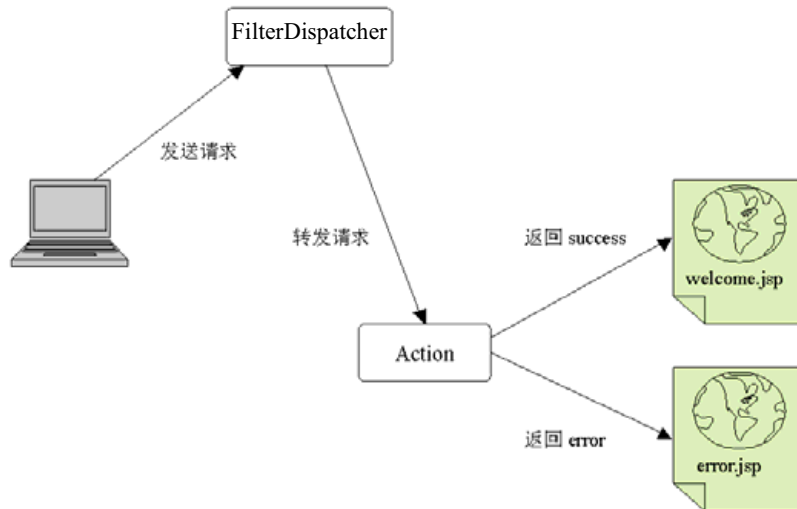 FilterDispatcher
发送请求
转发请求
返回 success
welcome.jsp
Action
返回 error
error.jsp